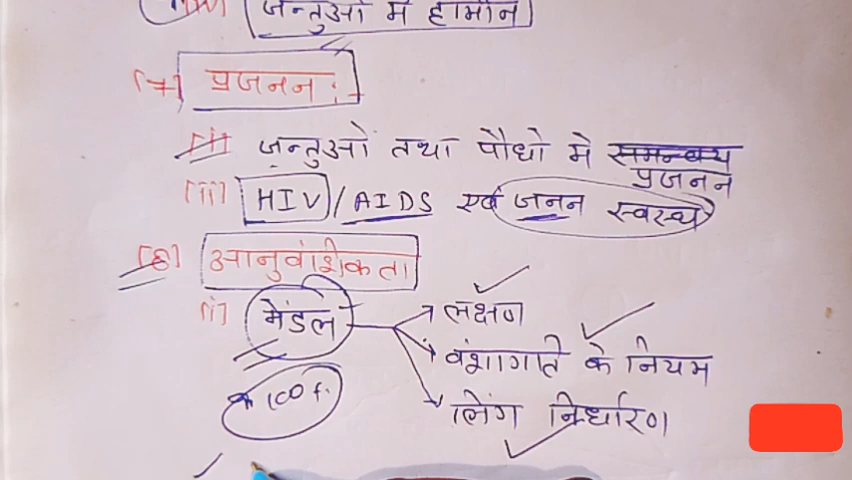 जन्तुओं में हार्मोन
[7] प्रजनन :-
[i] जन्तुओं तथा पौधो मे समन्वय प्रजनन
[ii] HIV/AIDS एवं जनन स्वस्थ्य
[8] आनुवांशिकता
[i] मेंडल → लक्षण
→ वंशागति के नियम
→ लिंग निर्धारण